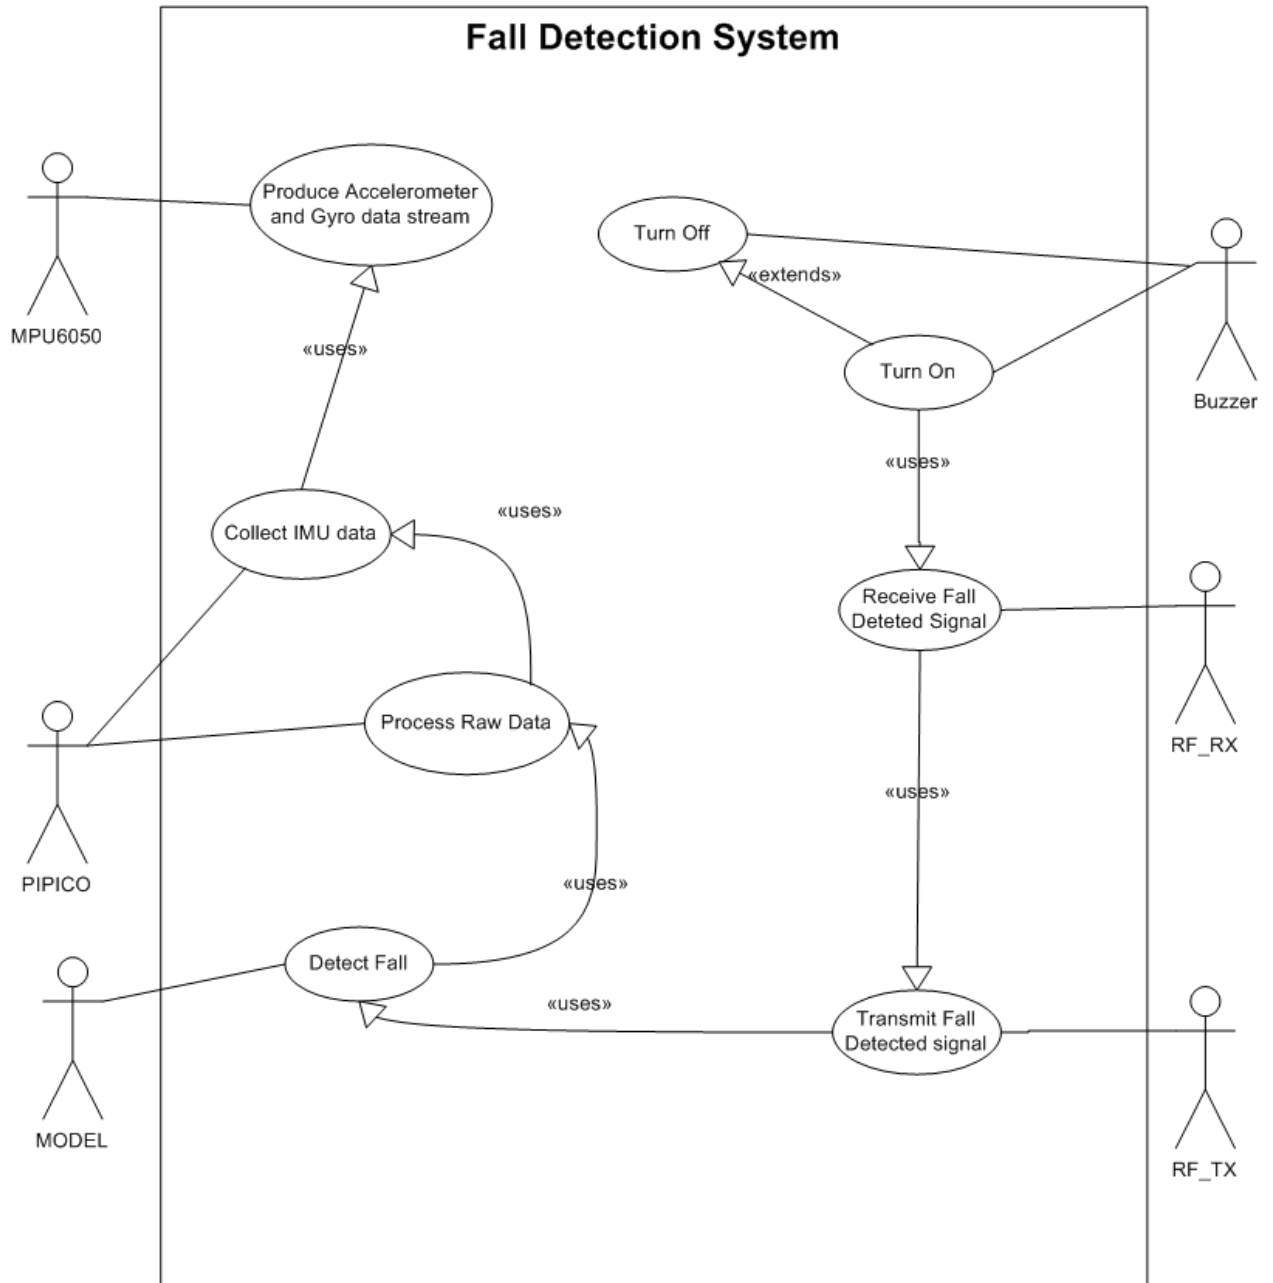 Fall Detection System
Produce Accelerometer
and Gyro data stream
Turn Off
«extends»
MPU6050
«uses»
Turn On
Buzzer
«uses»
Collect IMU data
«uses»
Receive Fall
Deteted Signal
Process Raw Data
RF_RX
«uses»
PIPICO
«uses»
Detect Fall
«uses»
Transmit Fall
Detected signal
MODEL
RF_TX